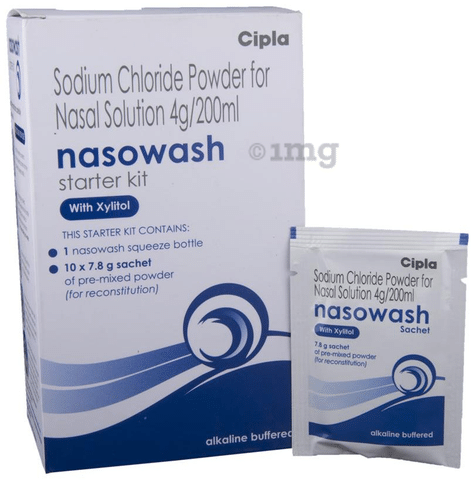 Cipla
Sodium Chloride Powder for
Nasal Solution 4g/200ml
nasowash
starter kit
With Xylitol
THIS STARTER KIT CONTAINS:
1 nasowash squeeze bottle
10 x 7.8 g sachet
of pre-mixed powder
(for reconstitution)
alkaline buffered
1mg
Cipla
Sodium Chloride Powder for
Nasal Solution 4g/200ml
nasowash
Sachet
With Xylitol
7.8 g sachet
of pre-mixed powder
(for reconstitution)
alkaline buffered